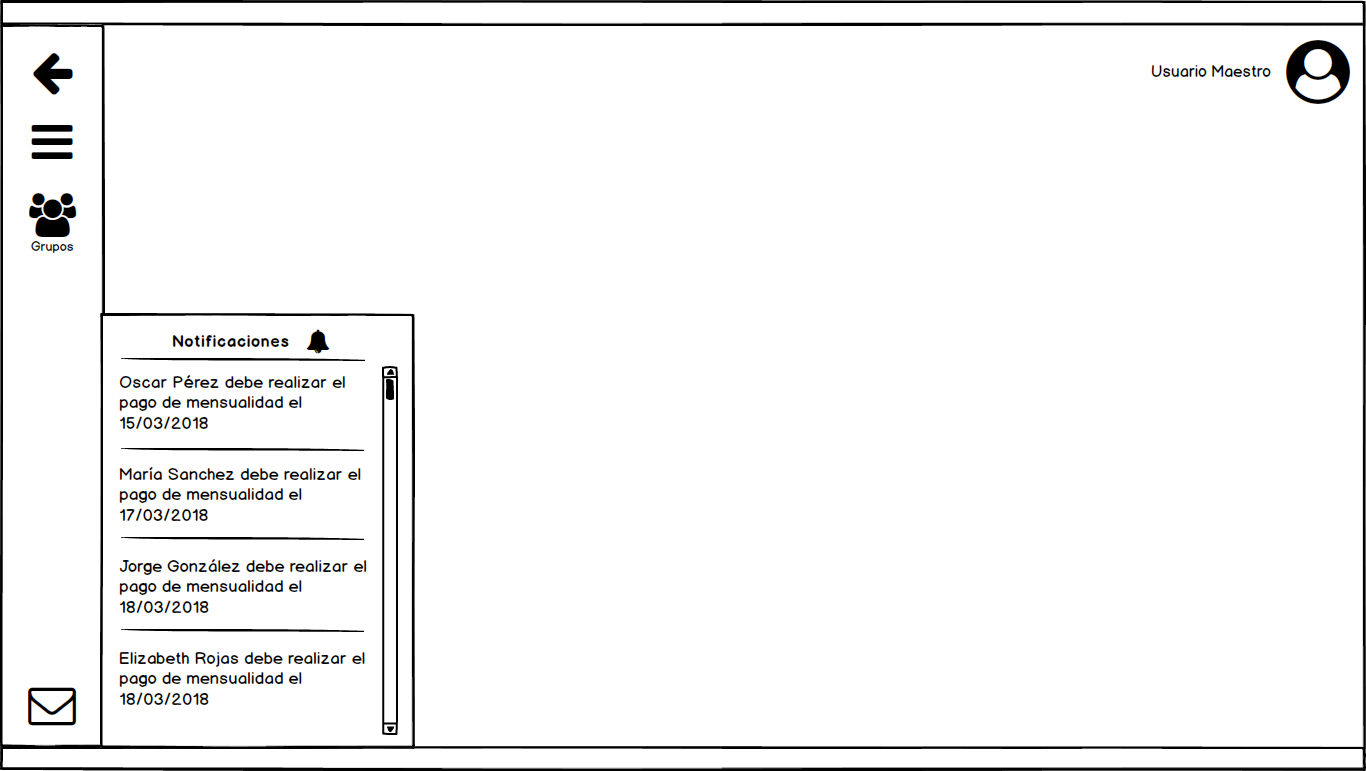 Usuario Maestro
Grupos
Notificaciones
Oscar Pérez debe realizar el
pago de mensualidad el
15/03/2018
María Sanchez debe realizar el
pago de mensualidad el
17/03/2018
Jorge González debe realizar el
pago de mensualidad el
18/03/2018
Elizabeth Rojas debe realizar el
pago de mensualidad el
18/03/2018